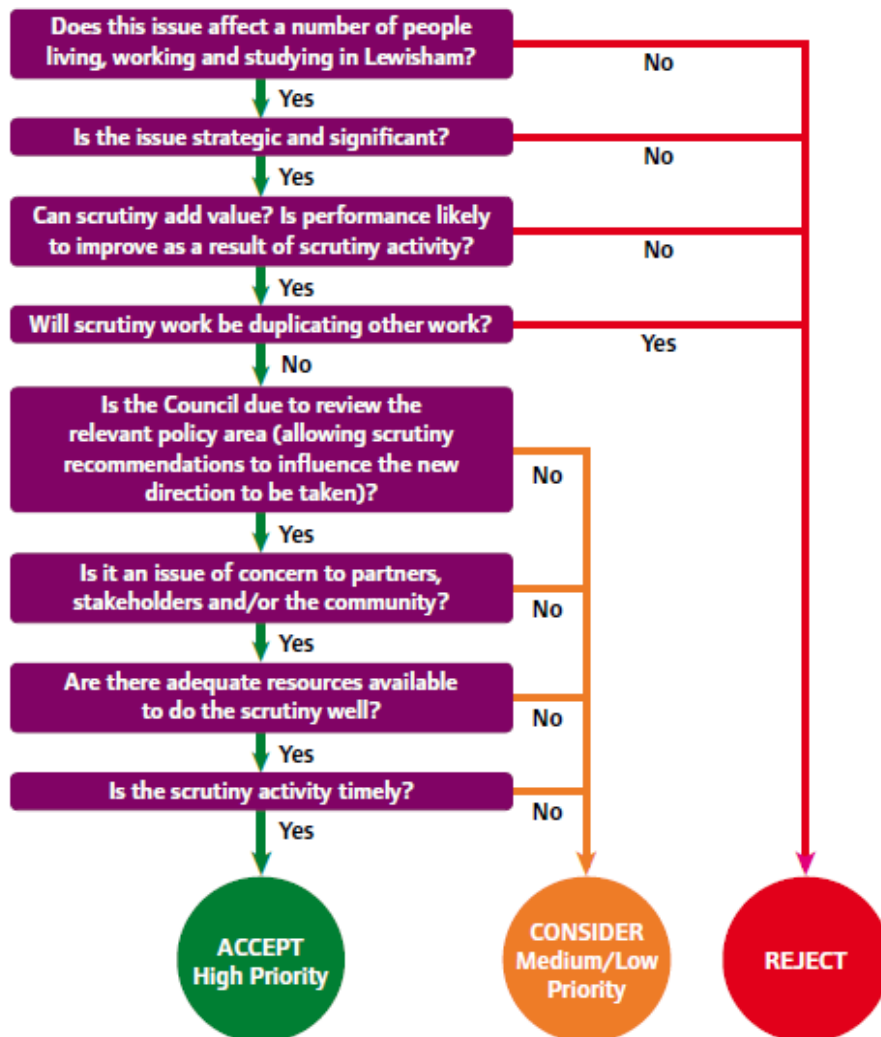 Does this issue affect a number of people
living, working and studying in Lewisham?
No
Yes
Is the issue strategic and significant?
No
Yes
Can scrutiny add value? Is performance likely
to improve as a result of scrutiny activity?
No
Yes
Will scrutiny work be duplicating other work?
Yes
No
Is the Council due to review the
relevant policy area (allowing scrutiny
recommendations to influence the new
direction to be taken)?
No
Yes
Is it an issue of concern to partners,
stakeholders and/or the community?
No
Yes
Are there adequate resources available
to do the scrutiny well?
No
Yes
Is the scrutiny activity timely?
No
Yes
ACCEPT
High Priority
CONSIDER
Medium/Low
Priority
REJECT